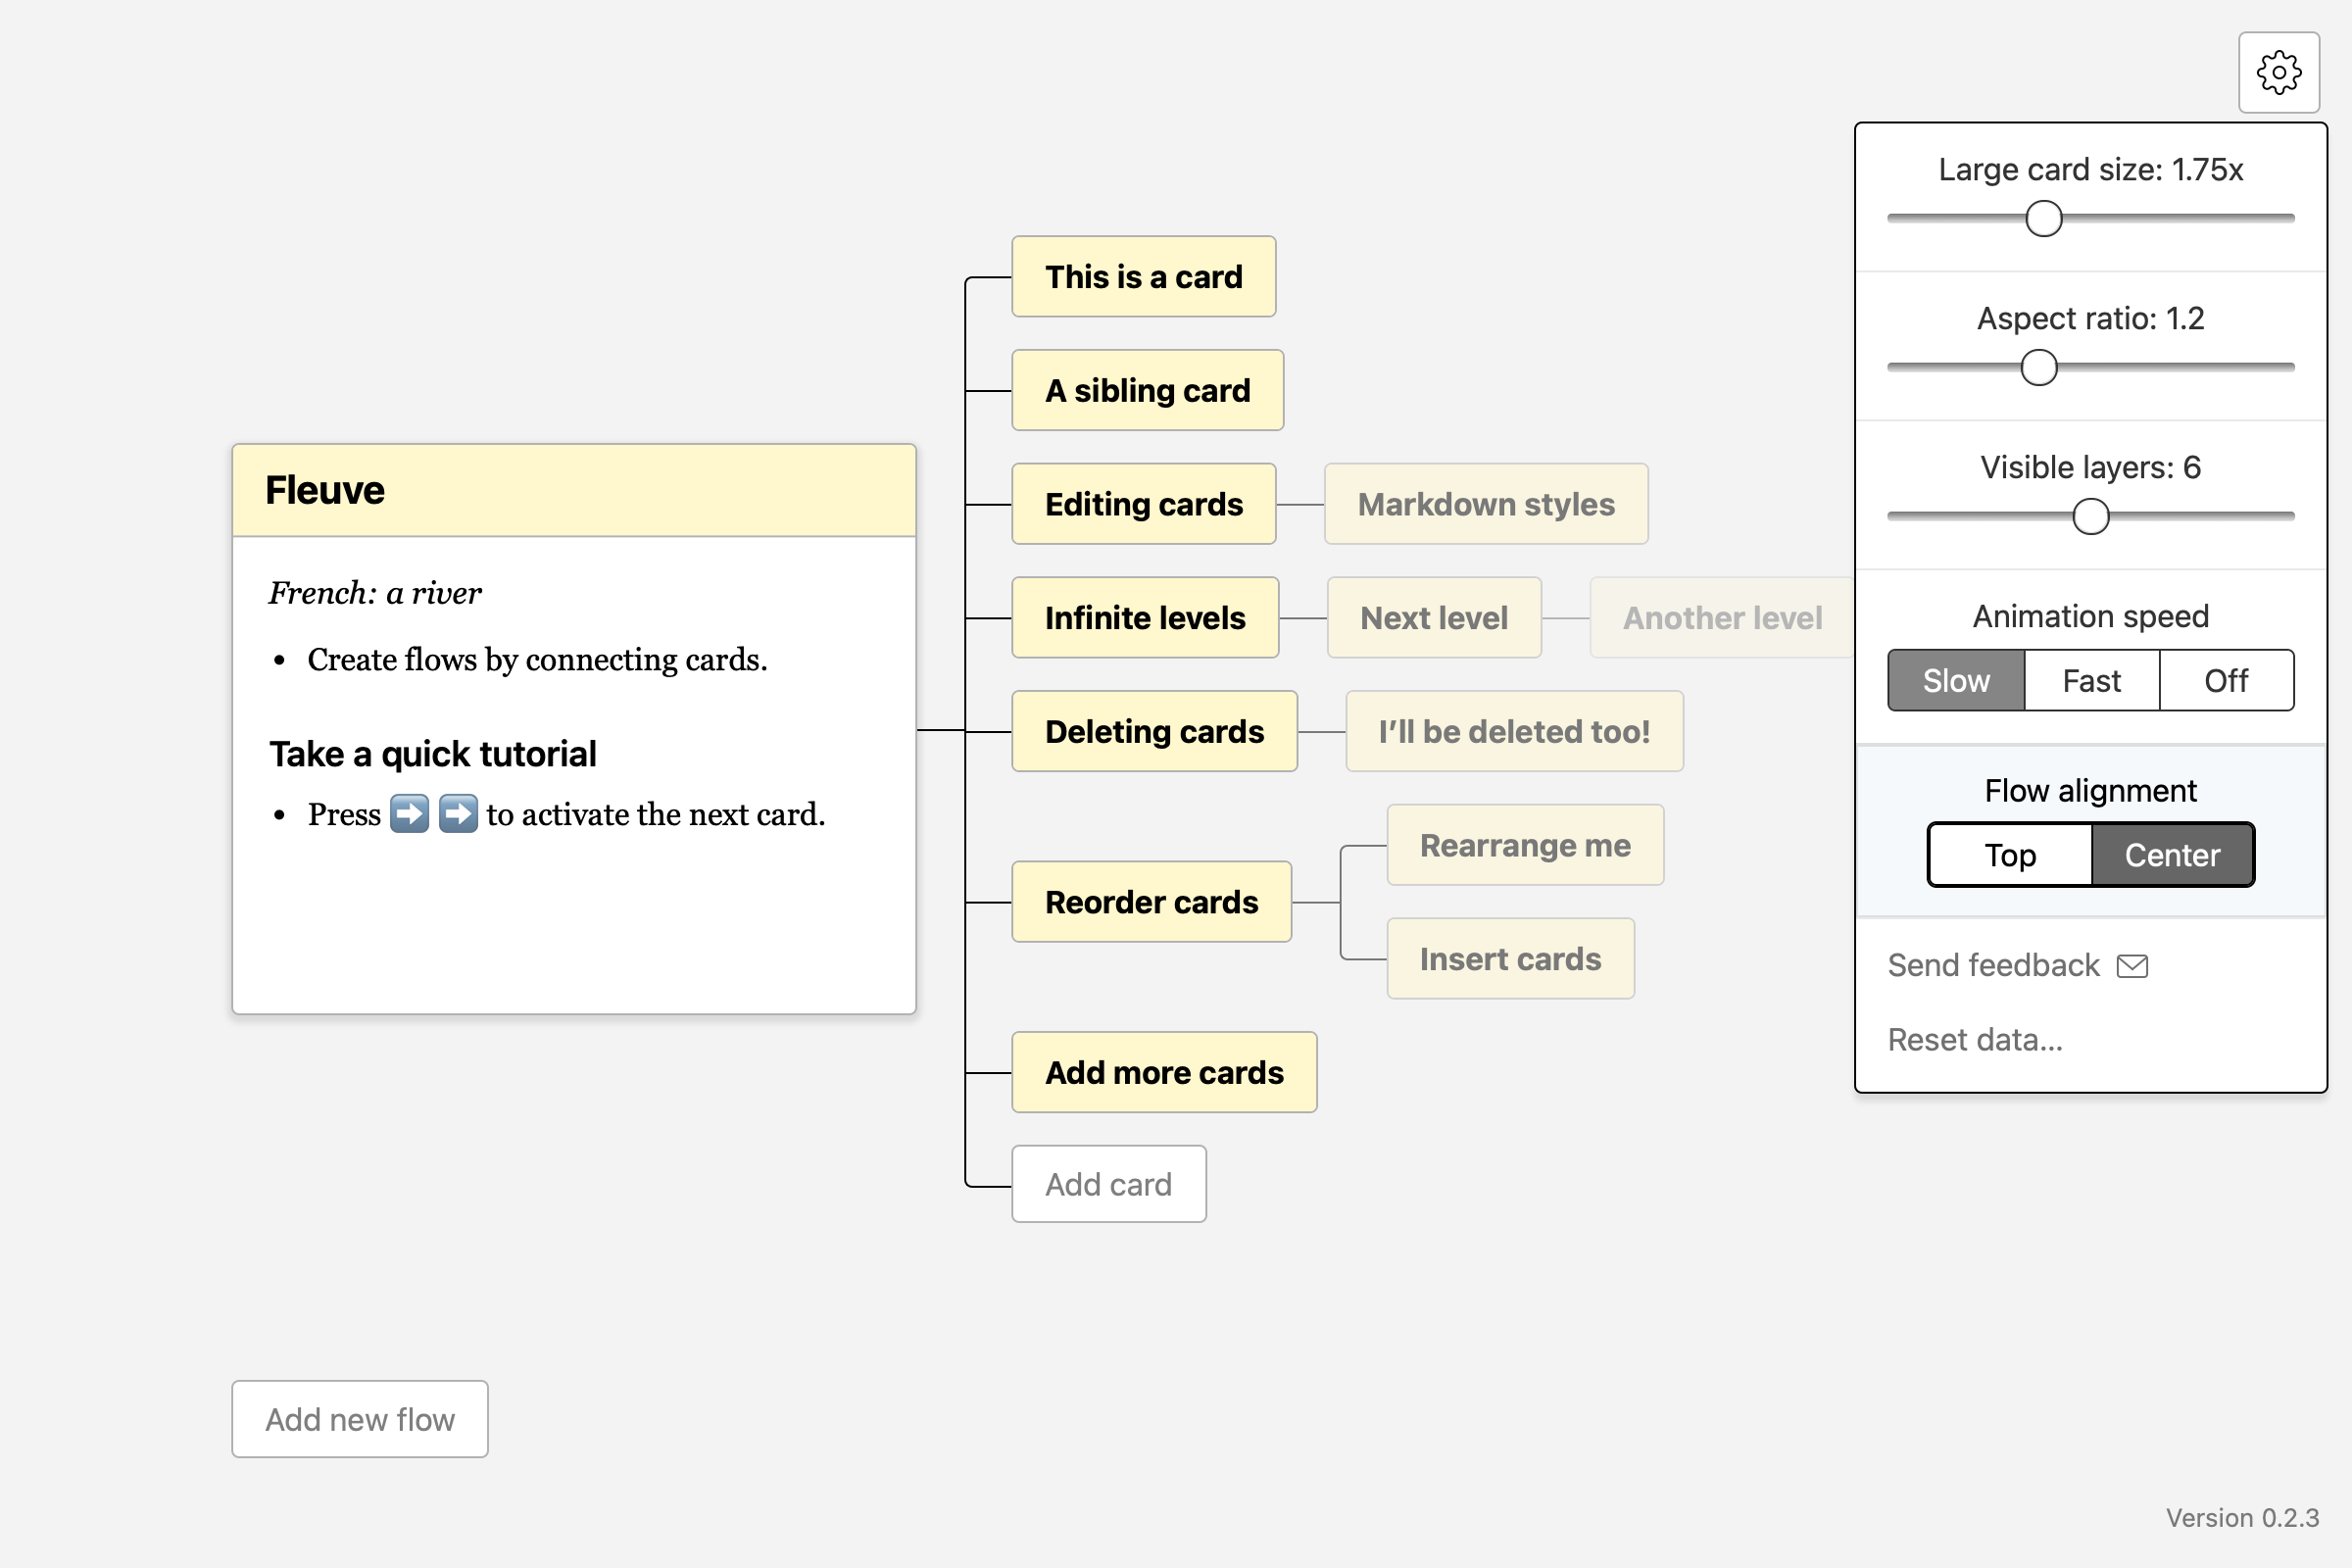 Fleuve
French: a river
• Create flows by connecting cards.
Take a quick tutorial
• Press ➡️ ➡️ to activate the next card.
This is a card
A sibling card
Editing cards
Markdown styles
Infinite levels
Next level
Another level
Deleting cards
I’ll be deleted too!
Reorder cards
Rearrange me
Insert cards
Add more cards
Add card
Add new flow
Large card size: 1.75x
Aspect ratio: 1.2
Visible layers: 6
Animation speed
Slow Fast Off
Flow alignment
Top Center
Send feedback
Reset data...
Version 0.2.3